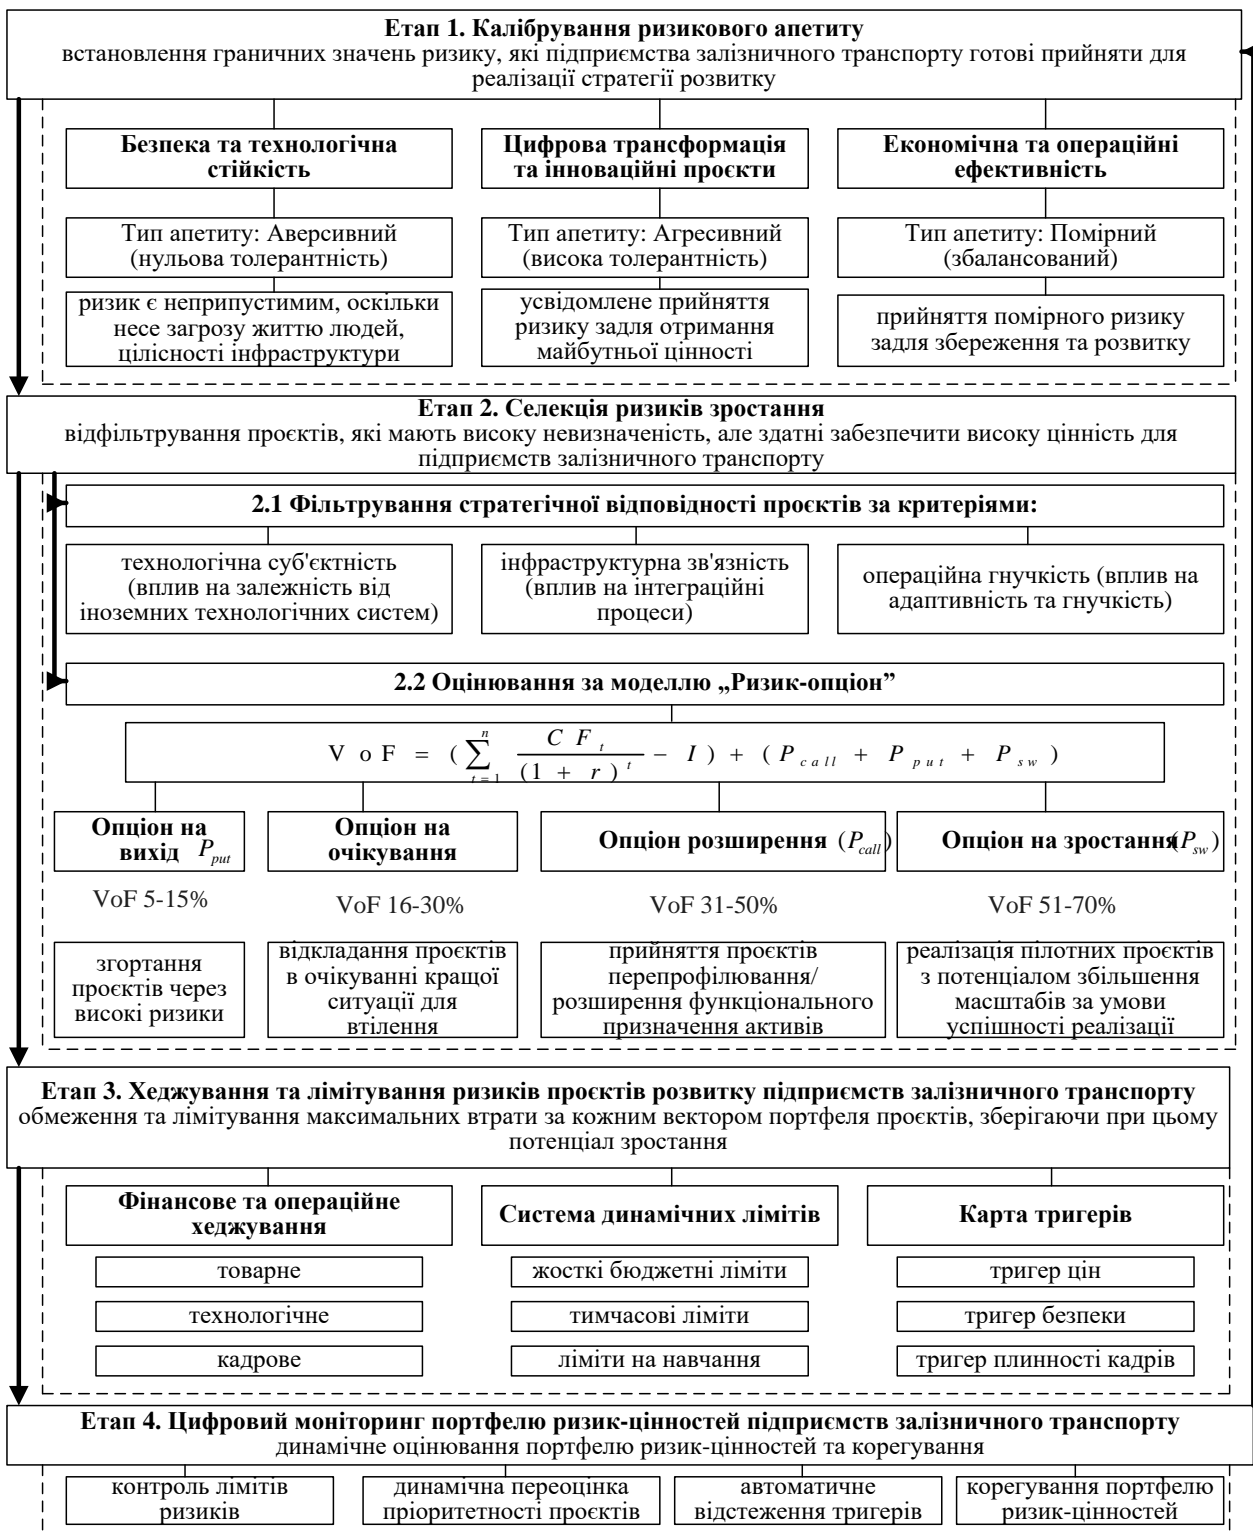 Етап 1. Калібрування ризикового апетиту
встановлення граничних значень ризику, які підприємства залізничного транспорту готові прийняти для
реалізації стратегії розвитку
Безпека та технологічна
стійкість
Цифрова трансформація
та інноваційні проєкти
Економічна та операційні
ефективність
Тип апетиту: Аверсивний
(нульова толерантність)
Тип апетиту: Агресивний
(висока толерантність)
Тип апетиту: Помірний
(збалансований)
ризик є неприпустимим, оскільки
несе загрозу життю людей,
цілісності інфраструктури
усвідомлене прийняття
ризику задля отримання
майбутньої цінності
прийняття помірного ризику
задля збереження та розвитку
Етап 2. Селекція ризиків зростання
відфільтрування проєктів, які мають високу невизначеність, але здатні забезпечити високу цінність для
підприємств залізничного транспорту
2.1 Фільтрування стратегічної відповідності проєктів за критеріями:
технологічна суб'єктність
(вплив на залежність від
іноземних технологічних систем)
інфраструктурна зв'язність
(вплив на інтеграційні
процеси)
операційна гнучкість (вплив на
адаптивність та гнучкість)
2.2 Оцінювання за моделлю „Ризик-опціон”
VoF = (∑_{t=1}^{n} CF_t / (1 + r)^t − I) + (P_call + P_put + P_sw)
Опціон на
вихід P_put
Опціон на
очікування
Опціон розширення (P_call)
Опціон на зростання (P_sw)
VoF 5-15%
VoF 16-30%
VoF 31-50%
VoF 51-70%
згортання
проєктів через
високі ризики
відкладання проєктів
в очікуванні кращої
ситуації для
втілення
прийняття проєктів
перепрофілювання/
розширення функціонального
призначення активів
реалізація пілотних проєктів
з потенціалом збільшення
масштабів за умови
успішності реалізації
Етап 3. Хеджування та лімітування ризиків проєктів розвитку підприємств залізничного транспорту
обмеження та лімітування максимальних втрати за кожним вектором портфеля проєктів, зберігаючи при цьому
потенціал зростання
Фінансове та операційне
хеджування
Система динамічних лімітів
Карта тригерів
товарне
жосткі бюджетні ліміти
тригер цін
технологічне
тимчасові ліміти
тригер безпеки
кадрове
ліміти на навчання
тригер плинності кадрів
Етап 4. Цифровий моніторинг портфелю ризик-цінностей підприємств залізничного транспорту
динамічне оцінювання портфелю ризик-цінностей та корегування
контроль лімітів
ризиків
динамічна переоцінка
пріоритетності проєктів
автоматичне
відстеження тригерів
корегування портфелю
ризик-цінностей